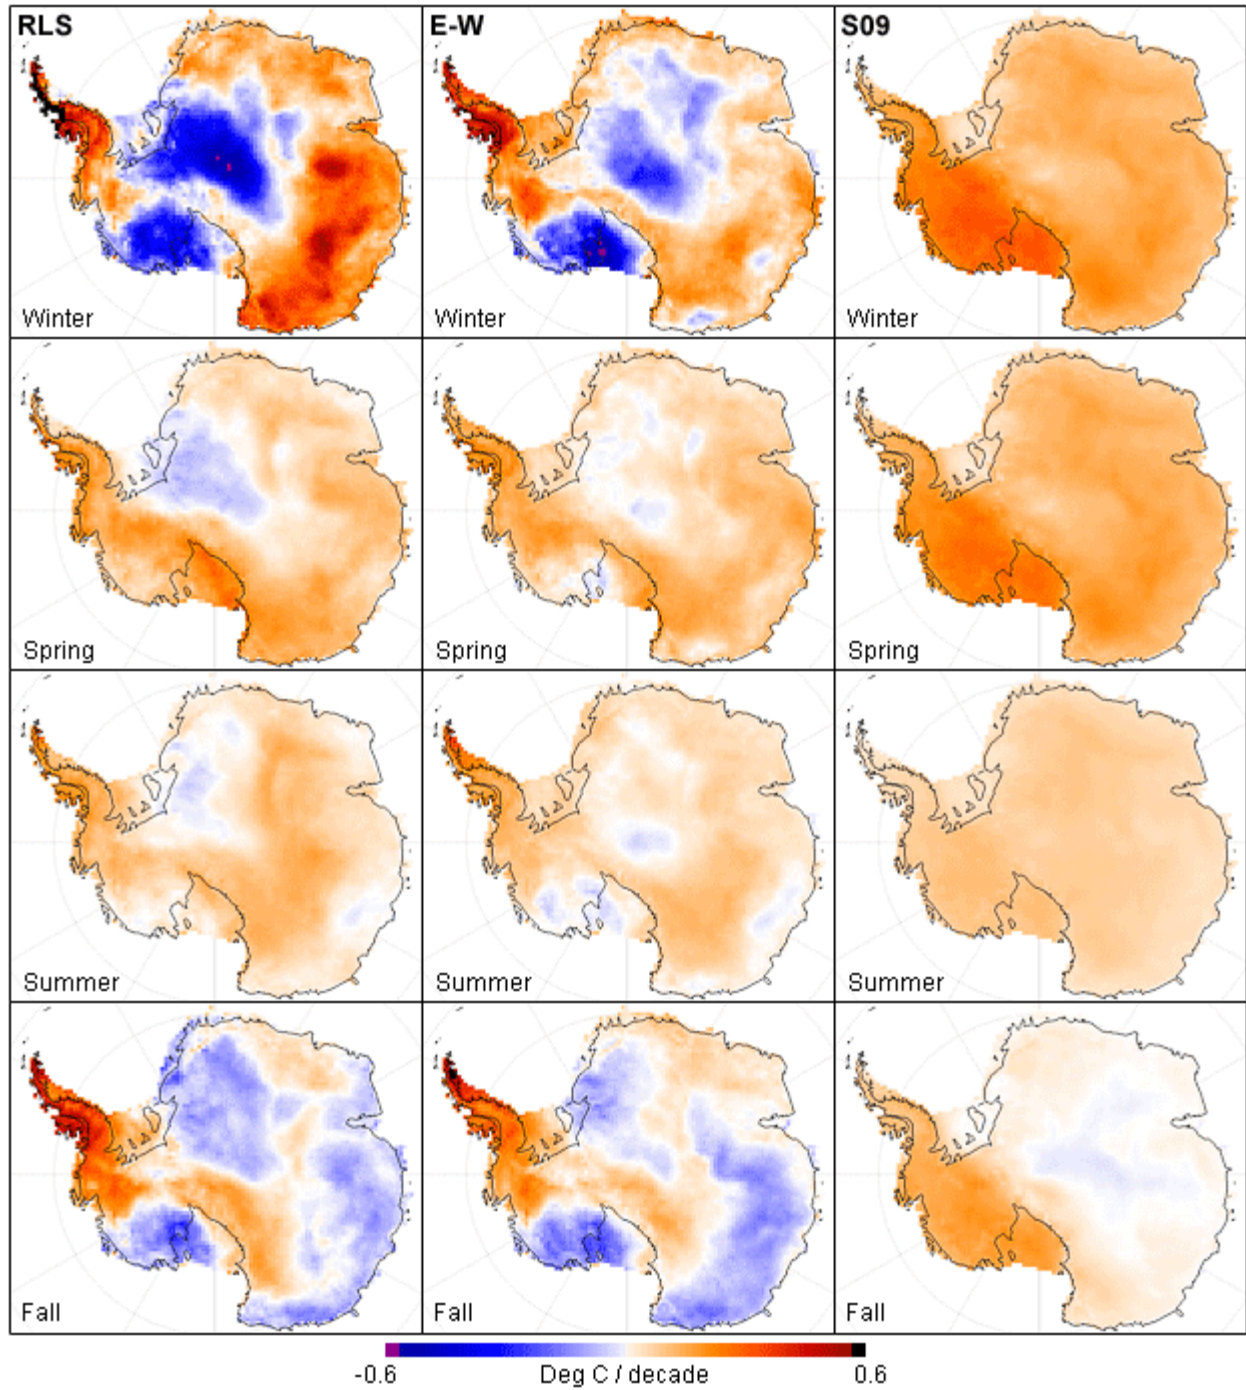 RLS E-W S09
Winter Winter Winter
Spring Spring Spring
Summer Summer Summer
Fall Fall Fall
-0.6 Deg C / decade 0.6